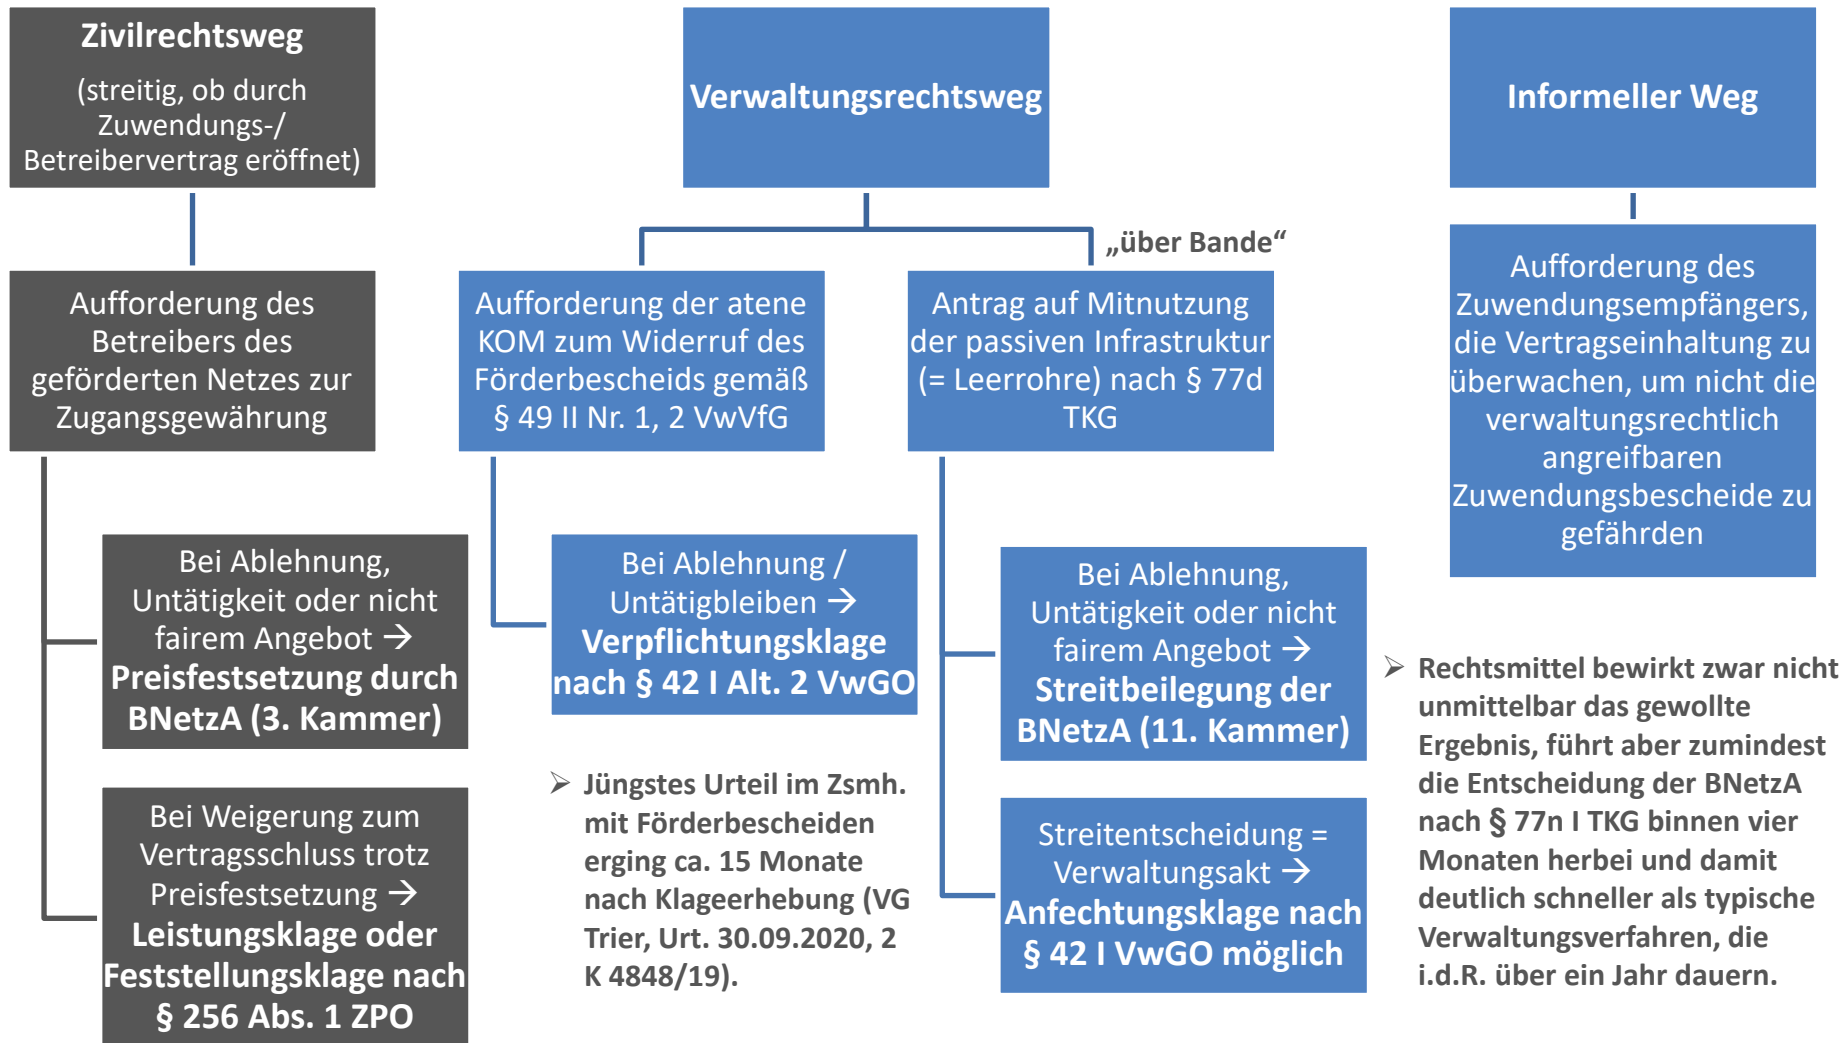 Zivilrechtsweg
(streitig, ob durch
Zuwendungs-/
Betreibervertrag eröffnet)
Aufforderung des
Betreibers des
geförderten Netzes zur
Zugangsgewährung
Bei Ablehnung,
Untätigkeit oder nicht
fairem Angebot →
Preisfestsetzung durch
BNetzA (3. Kammer)
Bei Weigerung zum
Vertragsschluss trotz
Preisfestsetzung →
Leistungsklage oder
Feststellungsklage nach
§ 256 Abs. 1 ZPO
Verwaltungsrechtsweg
„über Bande“
Aufforderung der atene
KOM zum Widerruf des
Förderbescheids gemäß
§ 49 II Nr. 1, 2 VwVfG
Bei Ablehnung /
Untätigbleiben →
Verpflichtungsklage
nach § 42 I Alt. 2 VwGO
➢ Jüngstes Urteil im Zsmh.
mit Förderbescheiden
erging ca. 15 Monate
nach Klageerhebung (VG
Trier, Urt. 30.09.2020, 2
K 4848/19).
Antrag auf Mitnutzung
der passiven Infrastruktur
(= Leerrohre) nach § 77d
TKG
Bei Ablehnung,
Untätigkeit oder nicht
fairem Angebot →
Streitbeilegung der
BNetzA (11. Kammer)
Streitentscheidung =
Verwaltungsakt →
Anfechtungsklage nach
§ 42 I VwGO möglich
Informeller Weg
Aufforderung des
Zuwendungsempfängers,
die Vertragseinhaltung zu
überwachen, um nicht die
verwaltungsrechtlich
angreifbaren
Zuwendungsbescheide zu
gefährden
➢ Rechtsmittel bewirkt zwar nicht
unmittelbar das gewollte
Ergebnis, führt aber zumindest
die Entscheidung der BNetzA
nach § 77n I TKG binnen vier
Monaten herbei und damit
deutlich schneller als typische
Verwaltungsverfahren, die
i.d.R. über ein Jahr dauern.